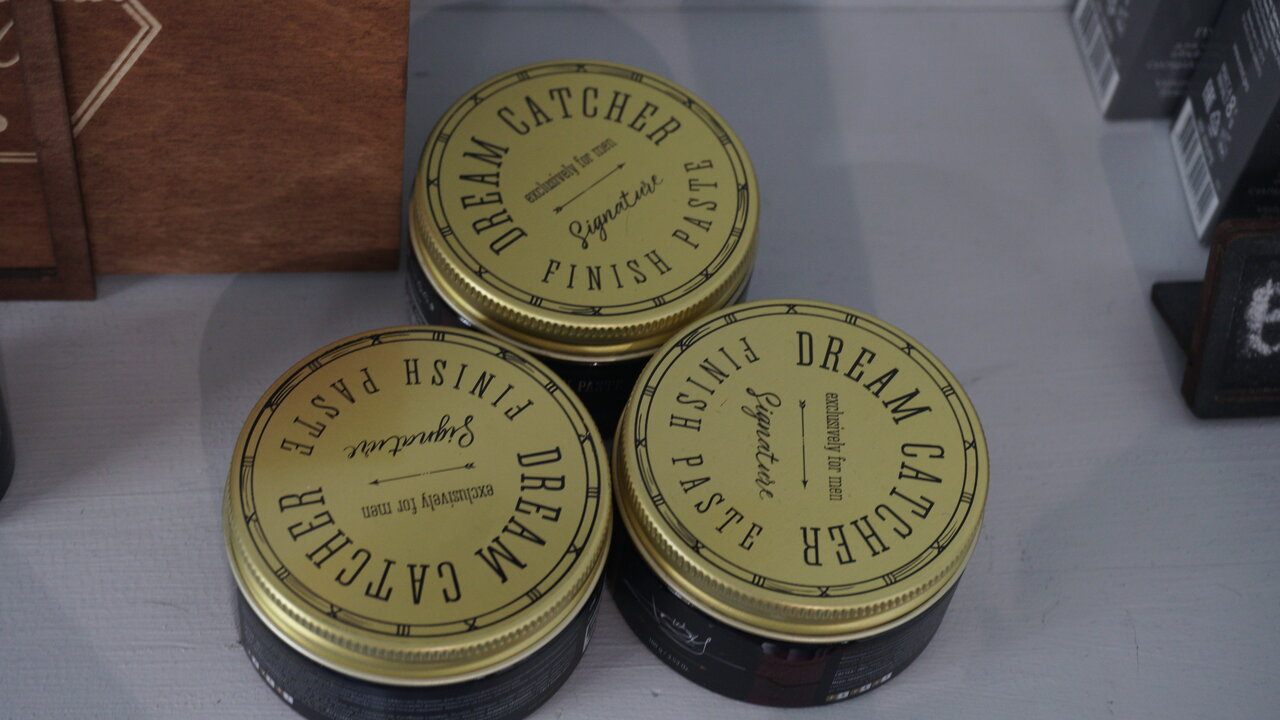 DREAM CATCHER
exclusively for men
Signature
FINISH PASTE
DREAM CATCHER
exclusively for men
Signature
FINISH PASTE
DREAM CATCHER
exclusively for men
Signature
FINISH PASTE